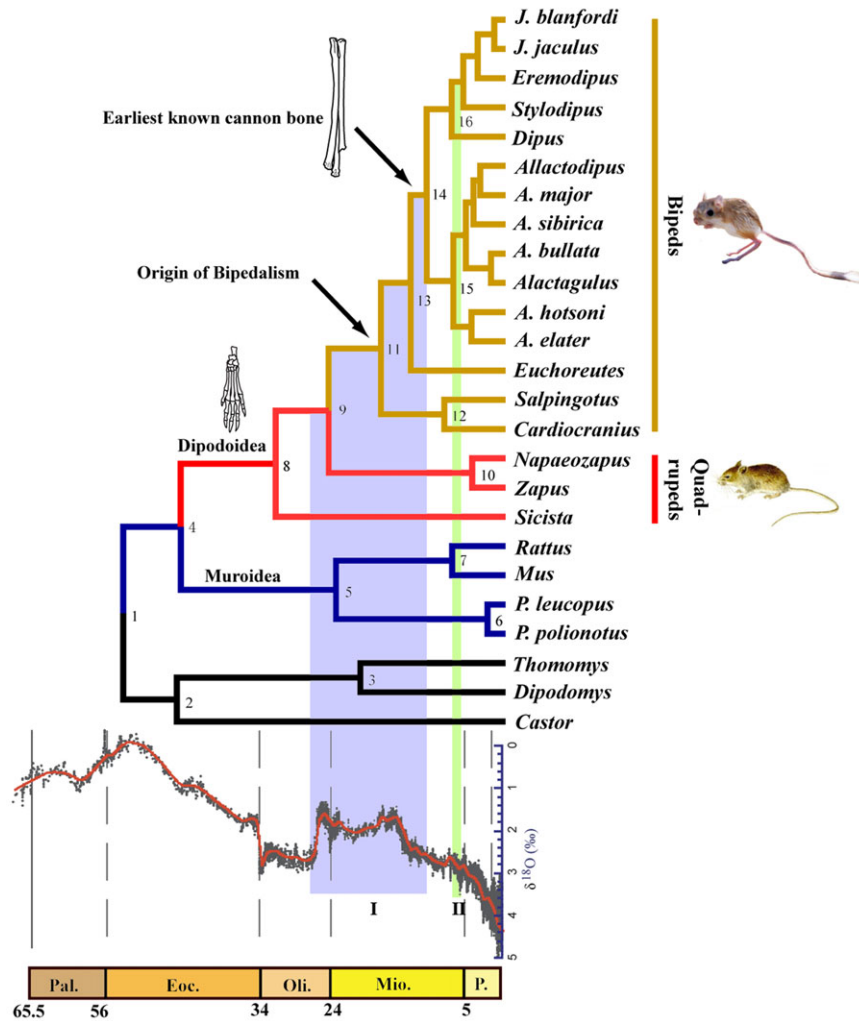 J. blanfordi
J. jaculus
Eremodipus
Stylodipus
Dipus
Allactodipus
A. major
A. sibirica
A. bullata
Alactagulus
A. hotsoni
A. elater
Euchoreutes
Salpingotus
Cardiocranius
Napaeozapus
Zapus
Sicista
Rattus
Mus
P. leucopus
P. polionotus
Thomomys
Dipodomys
Castor
Bipeds
Quad-
rupeds
Earliest known cannon bone
Origin of Bipedalism
Dipodoidea
Muroidea
16
14
15
13
11
12
9
10
8
4
7
5
6
1
3
2
0
1
2
3
4
5
δ 18O (‰)
I
II
Pal.
Eoc.
Oli.
Mio.
P.
65.5
56
34
24
5